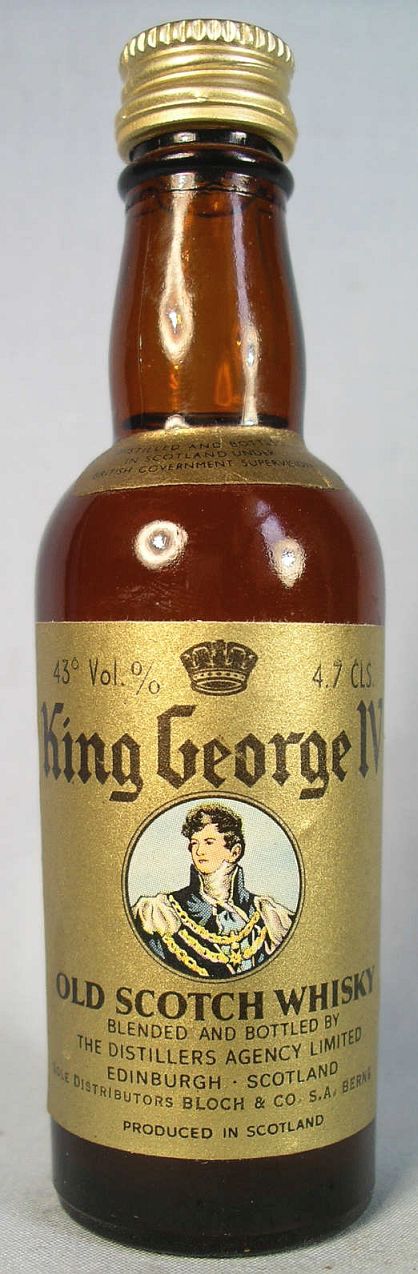 DISTILLED AND BOTTLED
IN SCOTLAND UNDER
BRITISH GOVERNMENT SUPERVISION
43° Vol.% 4.7 CLS.
King George IV
OLD SCOTCH WHISKY
BLENDED AND BOTTLED BY
THE DISTILLERS AGENCY LIMITED
EDINBURGH · SCOTLAND
SOLE DISTRIBUTORS BLOCH & CO. S.A. BERNE
PRODUCED IN SCOTLAND